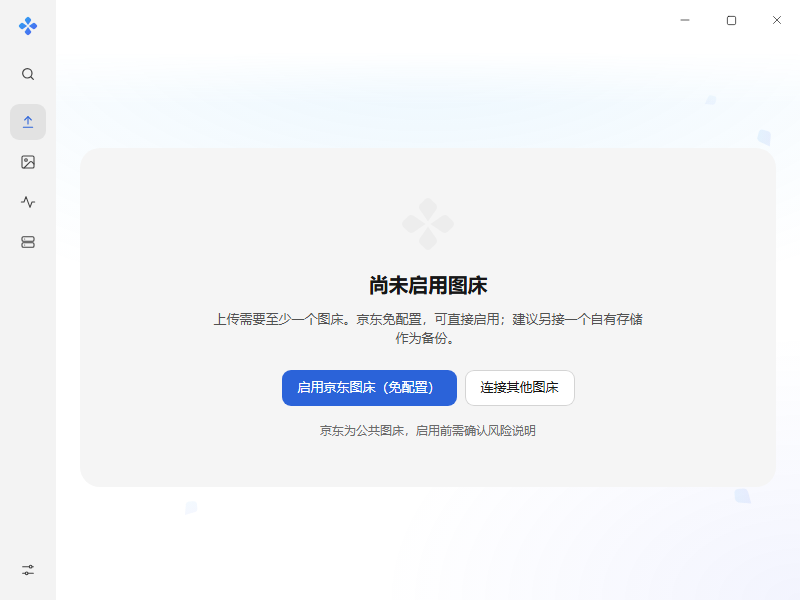 尚未启用图床
上传需要至少一个图床。京东免配置，可直接启用；建议另接一个自有存储
作为备份。
启用京东图床（免配置）
连接其他图床
京东为公共图床，启用前需确认风险说明